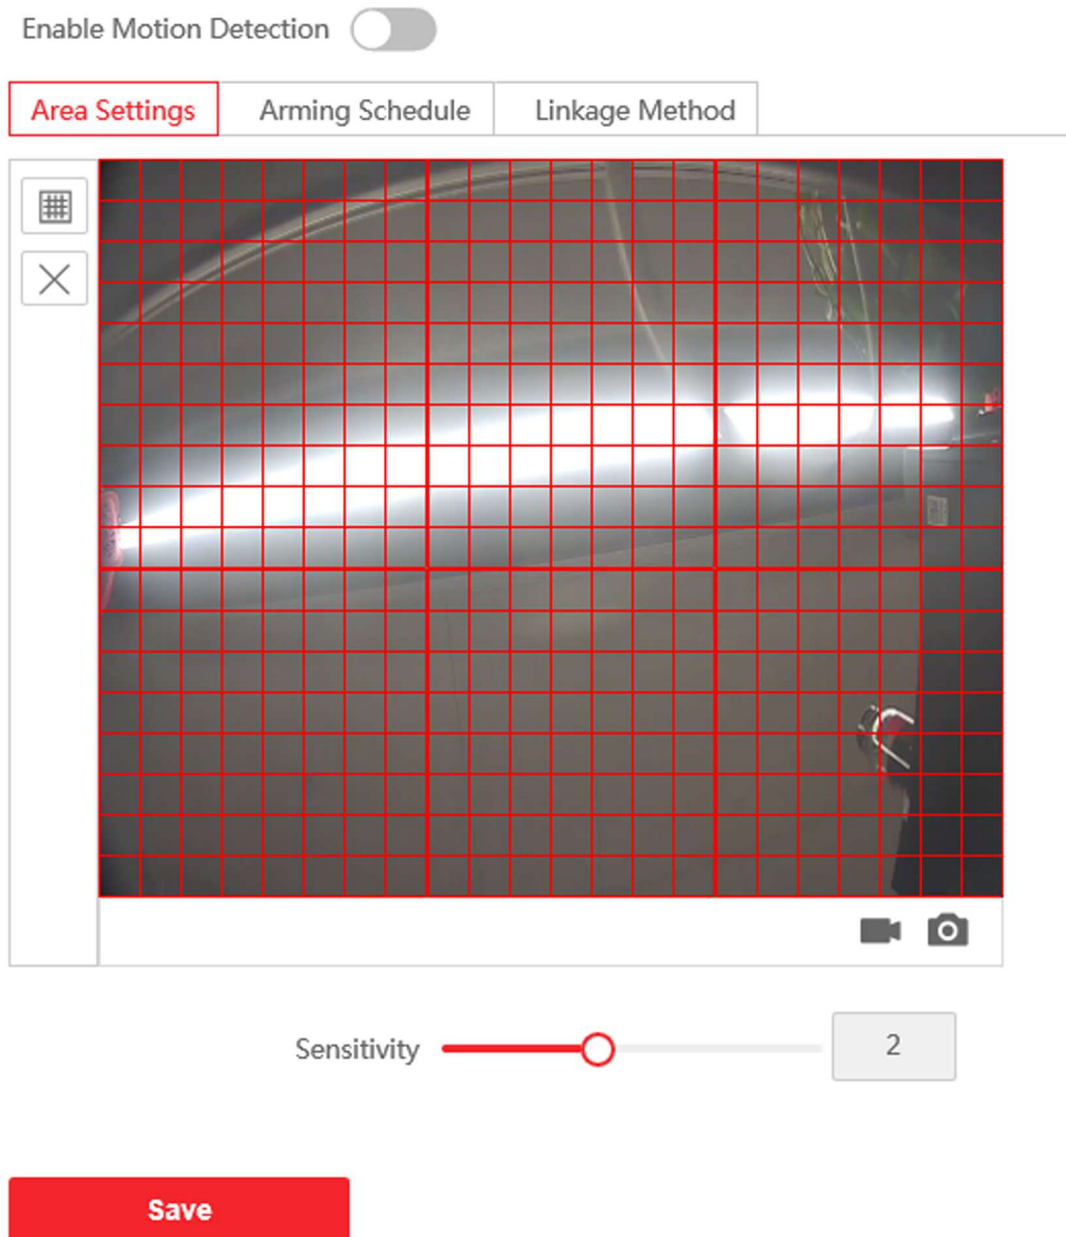 Enable Motion Detection
Area Settings Arming Schedule Linkage Method
Sensitivity 2
Save